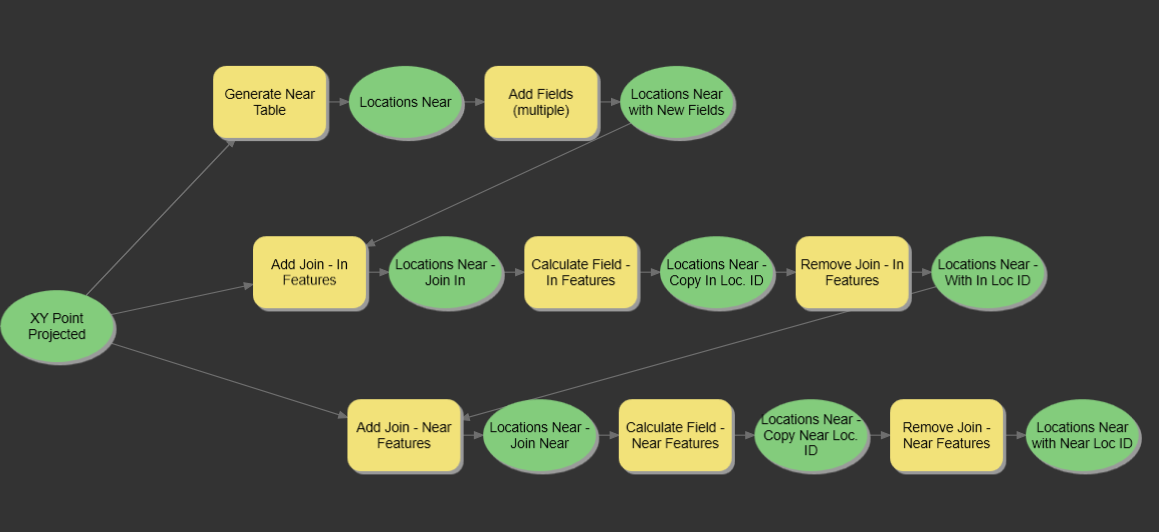 Generate Near
Table
Locations Near
Add Fields
(multiple)
Locations Near
with New Fields
Add Join - In
Features
Locations Near -
Join In
Calculate Field -
In Features
Locations Near -
Copy In Loc. ID
Remove Join - In
Features
Locations Near -
With In Loc ID
XY Point
Projected
Add Join - Near
Features
Locations Near -
Join Near
Calculate Field -
Near Features
Locations Near -
Copy Near Loc.
ID
Remove Join -
Near Features
Locations Near
with Near Loc ID